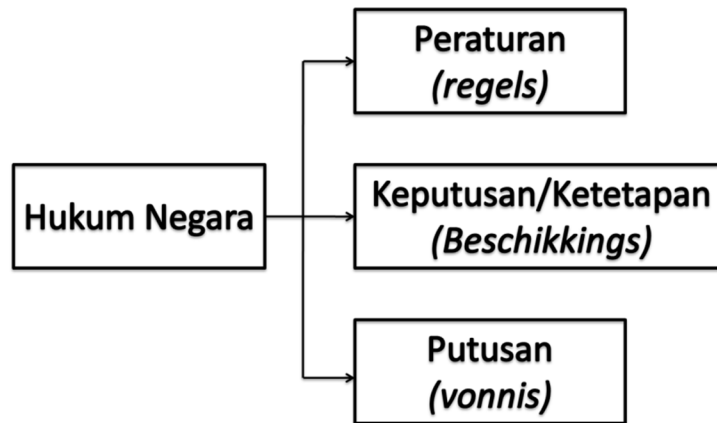 Peraturan
(regels)
Hukum Negara
Keputusan/Ketetapan
(Beschikkings)
Putusan
(vonnis)